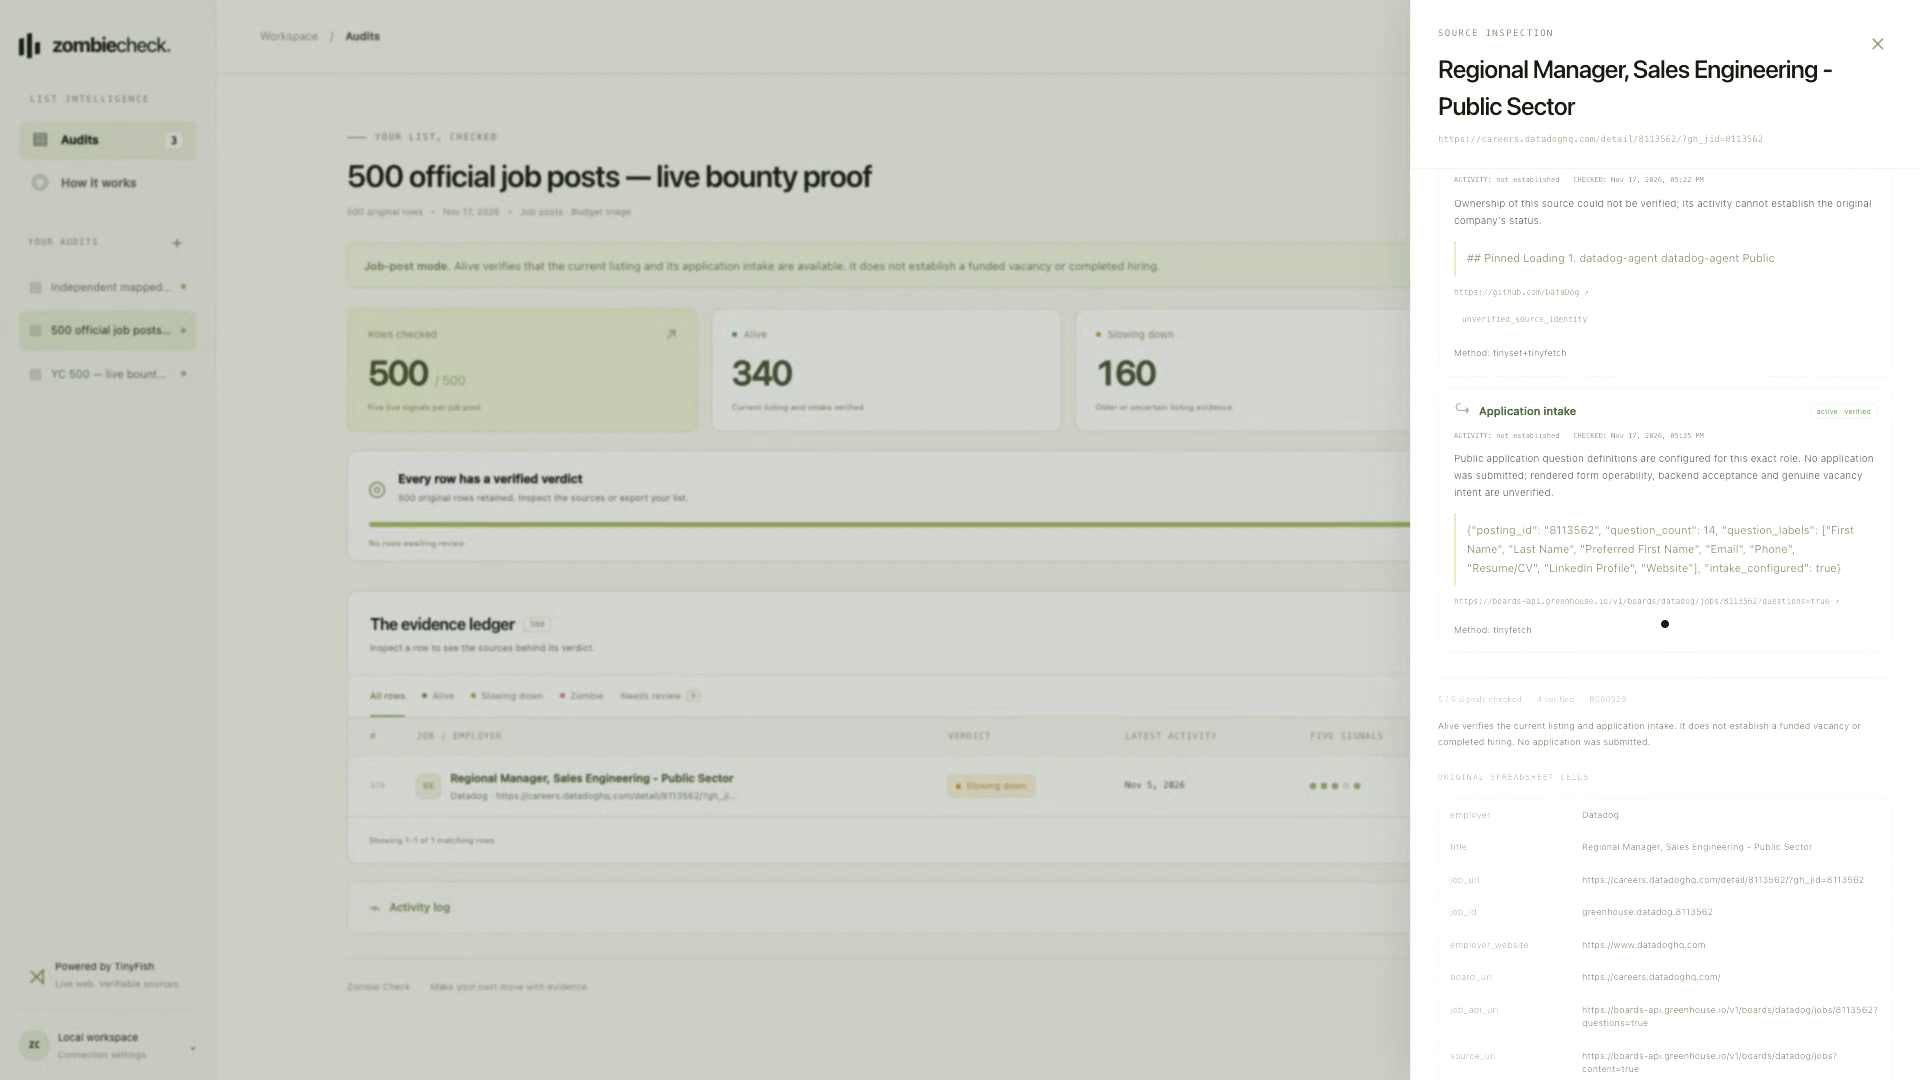 zombiecheck.
LIST INTELLIGENCE
Audits 3
How it works
YOUR AUDITS +
Independent mapped...
500 official job posts...
YC 500 — live bount...
Powered by TinyFish
Live web. Verifiable sources.
ZC
Local workspace
Connection settings
Workspace / Audits
YOUR LIST, CHECKED
500 official job posts — live bounty proof
500 original rows • Nov 17, 2026 • Job posts · Budget triage
Job-post mode. Alive verifies that the current listing and its application intake are available. It does not establish a funded vacancy or completed hiring.
Rows checked
500 / 500
Five live signals per job post
Alive
340
Current listing and intake verified
Slowing down
160
Older or uncertain listing evidence
Every row has a verified verdict
500 original rows retained. Inspect the sources or export your list.
No rows awaiting review
The evidence ledger 500
Inspect a row to see the sources behind its verdict.
All rows Alive Slowing down Zombie Needs review
# JOB / EMPLOYER VERDICT LATEST ACTIVITY FIVE SIGNALS
329 RE Regional Manager, Sales Engineering - Public Sector Slowing down Nov 5, 2026
Datadog · https://careers.datadoghq.com/detail/8113562/?gh_ji...
Showing 1–1 of 1 matching rows
Activity log
Zombie Check · Make your next move with evidence.
SOURCE INSPECTION
Regional Manager, Sales Engineering -
Public Sector
https://careers.datadoghq.com/detail/8113562/?gh_jid=8113562
ACTIVITY: not established CHECKED: Nov 17, 2026, 05:22 PM
Ownership of this source could not be verified; its activity cannot establish the original
company's status.
## Pinned Loading 1. datadog-agent datadog-agent Public
https://github.com/DataDog ↗
unverified_source_identity
Method: tinyset+tinyfetch
Application intake active · verified
ACTIVITY: not established CHECKED: Nov 17, 2026, 05:35 PM
Public application question definitions are configured for this exact role. No application
was submitted; rendered form operability, backend acceptance and genuine vacancy
intent are unverified.
{"posting_id": "8113562", "question_count": 14, "question_labels": ["First
Name", "Last Name", "Preferred First Name", "Email", "Phone",
"Resume/CV", "LinkedIn Profile", "Website"], "intake_configured": true}
https://boards-api.greenhouse.io/v1/boards/datadog/jobs/8113562?questions=true ↗
Method: tinyfetch
5 / 5 signals checked 4 verified R000329
Alive verifies the current listing and application intake. It does not establish a funded vacancy or
completed hiring. No application was submitted.
ORIGINAL SPREADSHEET CELLS
employer Datadog
title Regional Manager, Sales Engineering - Public Sector
job_url https://careers.datadoghq.com/detail/8113562/?gh_jid=8113562
job_id greenhouse:datadog:8113562
employer_website https://www.datadoghq.com
board_url https://careers.datadoghq.com/
job_api_url https://boards-api.greenhouse.io/v1/boards/datadog/jobs/8113562?
questions=true
source_url https://boards-api.greenhouse.io/v1/boards/datadog/jobs?
content=true